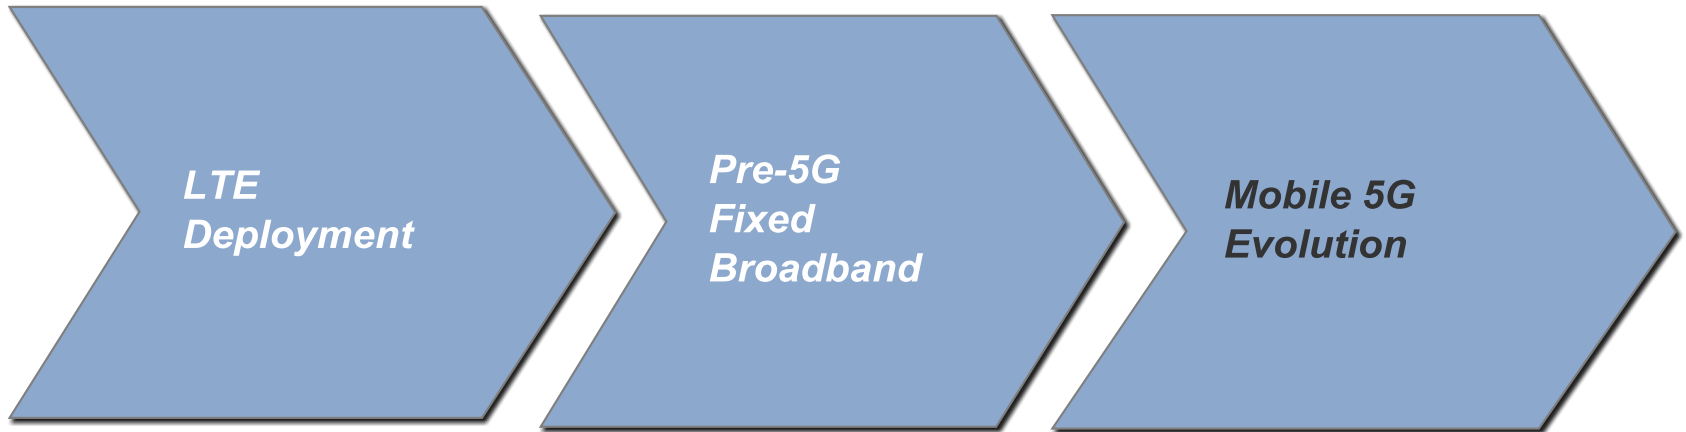 LTE
Deployment
Pre-5G
Fixed
Broadband
Mobile 5G
Evolution